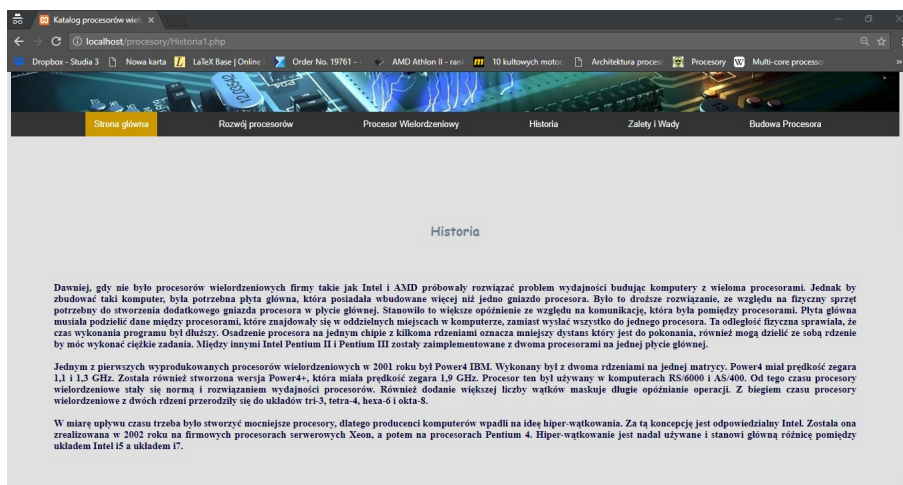 Katalog procesorów wiel
localhost/procesory/Historia1.php
Dropbox - Studia 3 Nowa karta LaTeX Base | Online Order No. 19761 - AMD Athlon II - rani 10 kultowych motoc Architektura proces Procesory Multi-core processo »
Strona główna Rozwój procesorów Procesor Wielordzeniowy Historia Zalety i Wady Budowa Procesora
Historia
Dawniej, gdy nie było procesorów wielordzeniowych firmy takie jak Intel i AMD próbowały rozwiązać problem wydajności budując komputery z wieloma procesorami. Jednak by
zbudować taki komputer, była potrzebna płyta główna, która posiadała wbudowane więcej niż jedno gniazdo procesora. Było to droższe rozwiązanie, ze względu na fizyczny sprzęt
potrzebny do stworzenia dodatkowego gniazda procesora w płycie głównej. Stanowiło to większe opóźnienie ze względu na komunikację, która była pomiędzy procesorami. Płyta główna
musiała podzielić dane między procesorami, które znajdowały się w oddzielnych miejscach w komputerze, zamiast wysłać wszystko do jednego procesora. Ta odległość fizyczna sprawiała, że
czas wykonania programu był dłuższy. Osadzenie procesora na jednym chipie z kilkoma rdzeniami oznacza mniejszy dystans który jest do pokonania, również mogą dzielić ze sobą rdzenie
by móc wykonać ciężkie zadania. Między innymi Intel Pentium II i Pentium III zostały zaimplementowane z dwoma procesorami na jednej płycie głównej.
Jednym z pierwszych wyprodukowanych procesorów wielordzeniowych w 2001 roku był Power4 IBM. Wykonany był z dwoma rdzeniami na jednej matrycy. Power4 miał prędkość zegara
1,1 i 1,3 GHz. Została również stworzona wersja Power4+, która miała prędkość zegara 1,9 GHz. Procesor ten był używany w komputerach RS/6000 i AS/400. Od tego czasu procesory
wielordzeniowe stały się normą i rozwiązaniem wydajności procesorów. Również dodanie większej liczby wątków maskuje długie opóźnianie operacji. Z biegiem czasu procesory
wielordzeniowe z dwóch rdzeni przerodziły się do układów tri-3, tetra-4, hexa-6 i okta-8.
W miarę upływu czasu trzeba było stworzyć mocniejsze procesory, dlatego producenci komputerów wpadli na ideę hiper-wątkowania. Za tą koncepcję jest odpowiedzialny Intel. Została ona
zrealizowana w 2002 roku na firmowych procesorach serwerowych Xeon, a potem na procesorach Pentium 4. Hiper-wątkowanie jest nadal używane i stanowi główną różnicę pomiędzy
układem Intel i5 a układem i7.